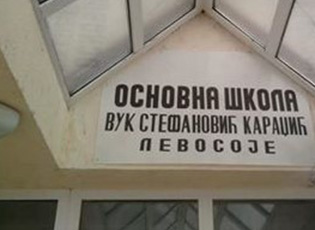 ОСНОВНА ШКОЛА
ВУК СТЕФАНОВИЋ КАРАЏИЋ
ЛЕВОСОЈЕ